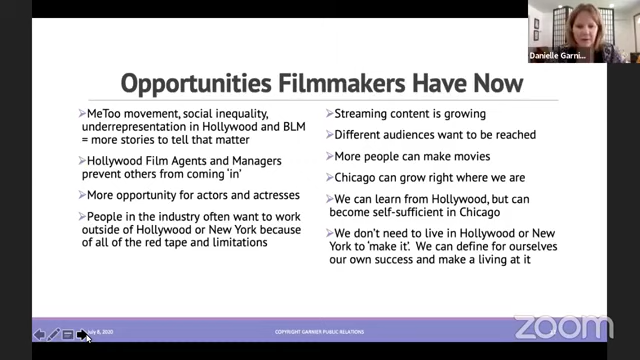 Danielle Garni...
Opportunities Filmmakers Have Now
MeToo movement, social inequality,
underrepresentation in Hollywood and BLM
= more stories to tell that matter
Hollywood Film Agents and Managers
prevent others from coming 'in'
More opportunity for actors and actresses
People in the industry often want to work
outside of Hollywood or New York because
of all of the red tape and limitations
Streaming content is growing
Different audiences want to be reached
More people can make movies
Chicago can grow right where we are
We can learn from Hollywood, but can
become self-sufficient in Chicago
We don't need to live in Hollywood or New
York to 'make it'. We can define for ourselves
our own success and make a living at it
July 8, 2020
COPYRIGHT GARNIER PUBLIC RELATIONS
zoom